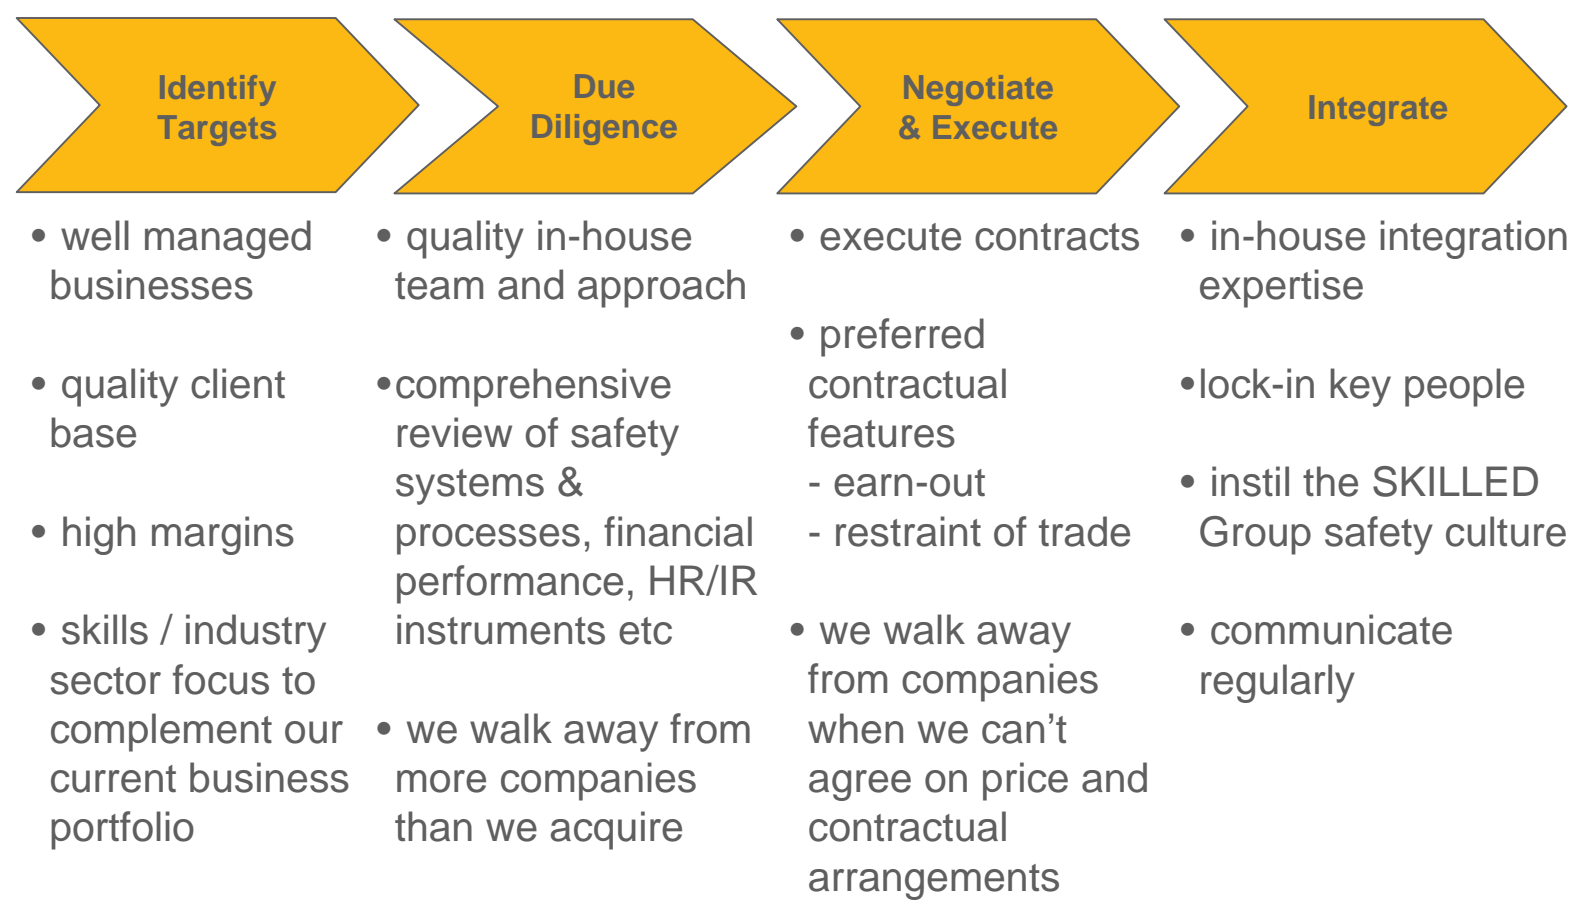 Identify
Targets
Due
Diligence
Negotiate
& Execute
Integrate
• well managed
businesses
• quality client
base
• high margins
• skills / industry
sector focus to
complement our
current business
portfolio
• quality in-house
team and approach
•comprehensive
review of safety
systems &
processes, financial
performance, HR/IR
instruments etc
• we walk away from
more companies
than we acquire
• execute contracts
• preferred
contractual
features
- earn-out
- restraint of trade
• we walk away
from companies
when we can’t
agree on price and
contractual
arrangements
• in-house integration
expertise
•lock-in key people
• instil the SKILLED
Group safety culture
• communicate
regularly